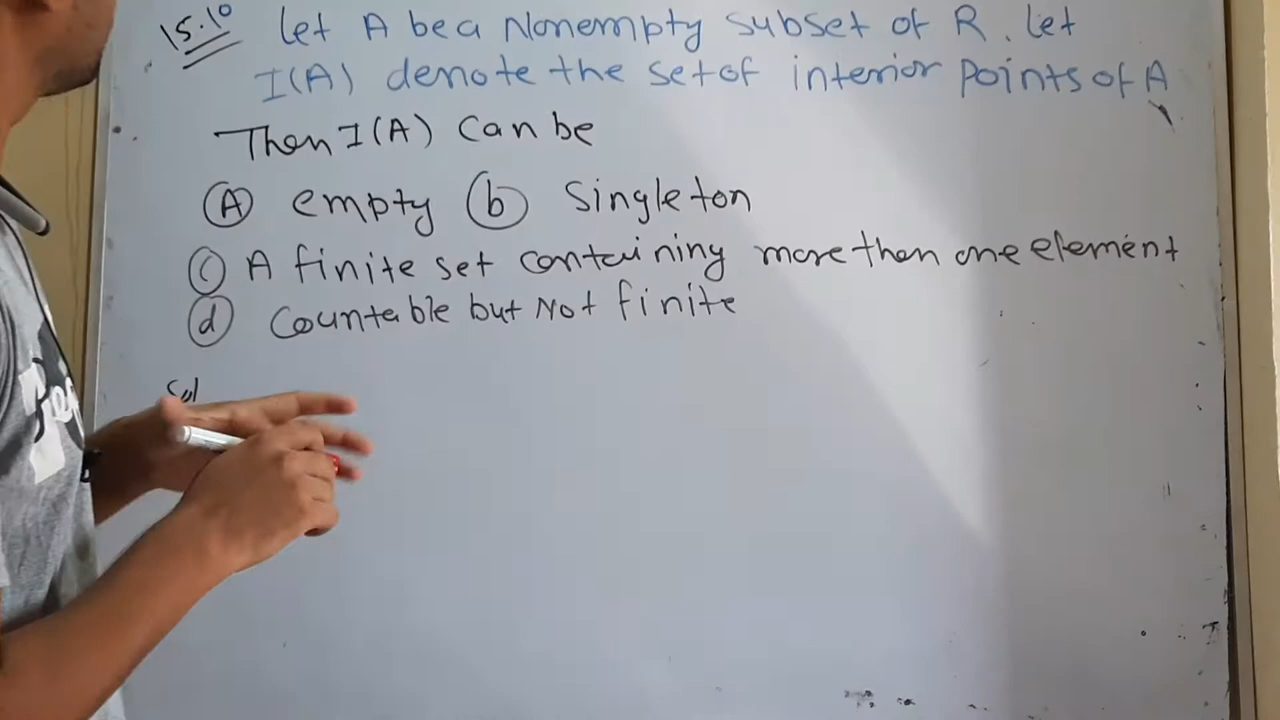 15.10 Let A be a Nonempty subset of R. Let
I(A) denote the set of interior points of A
Then I(A) can be
(A) empty (b) Singleton
(c) A finite set containing more than one element
(d) Countable but Not finite
Sol